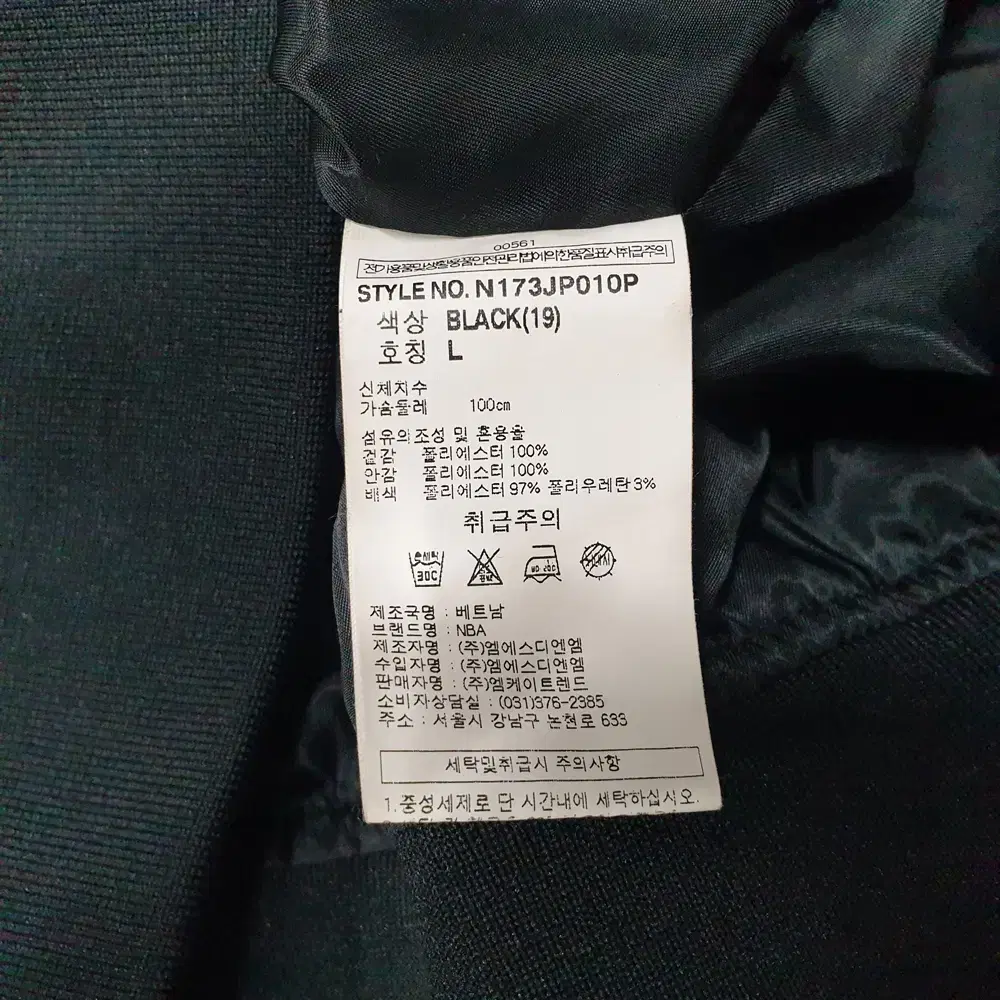 00561
전기용품및생활용품안전관리법에의한품질표시취급주의
STYLE NO. N173JP010P
색상 BLACK(19)
호칭 L
신체치수
가슴둘레 100cm
섬유의 조성 및 혼용율
겉감 폴리에스터 100%
안감 폴리에스터 100%
배색 폴리에스터 97% 폴리우레탄 3%
취급주의
손세탁
30C
제조국명 : 베트남
브랜드명 : NBA
제조자명 : (주)엠에스디엔엠
수입자명 : (주)엠에스디엔엠
판매자명 : (주)엠케이트렌드
소비자상담실 : (031)376-2385
주소 : 서울시 강남구 논현로 633
세탁및취급시 주의사항
1.중성세제로 단 시간내에 세탁하십시오.